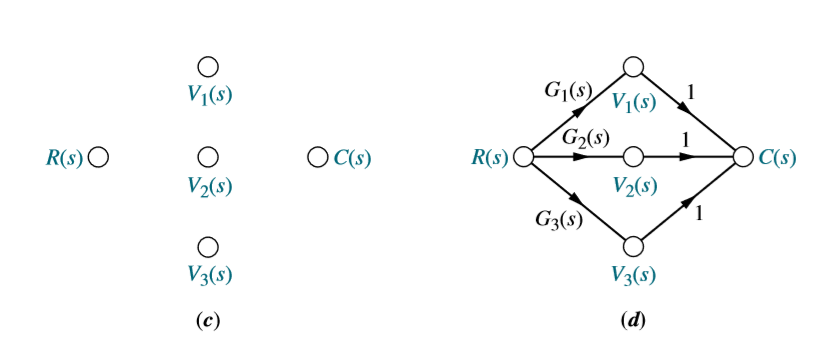 V₁(s)
R(s)
C(s)
V₂(s)
V₃(s)
(c)
G₁(s)
1
V₁(s)
G₂(s)
1
R(s)
C(s)
V₂(s)
G₃(s)
1
V₃(s)
(d)